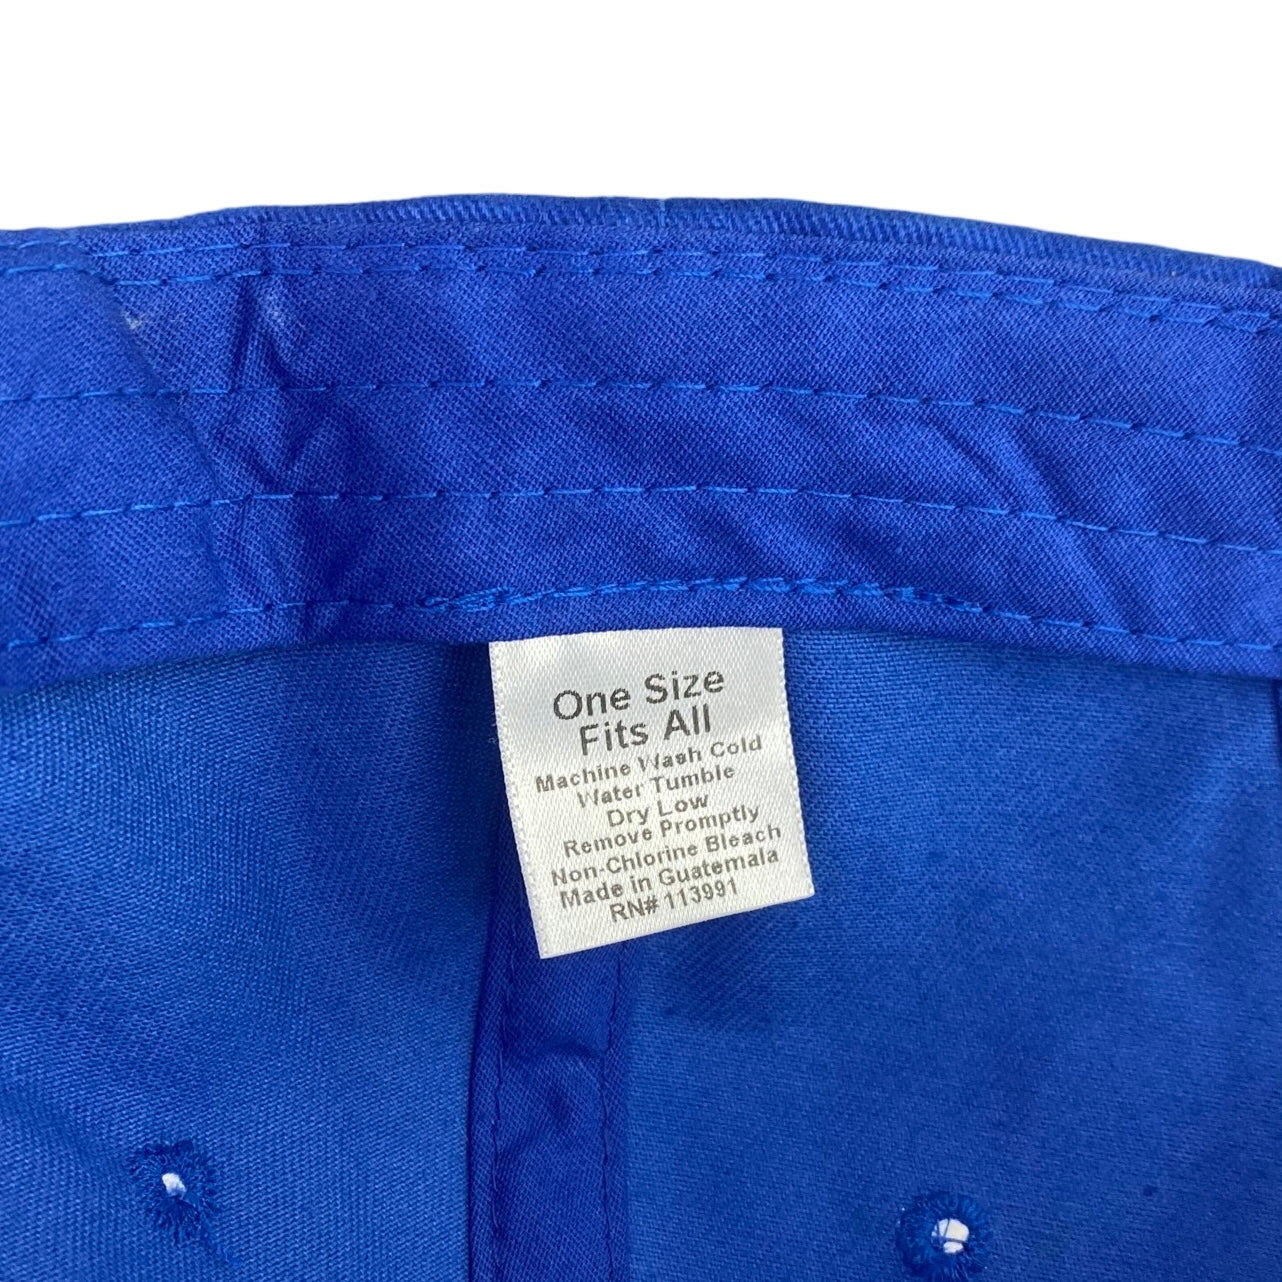 One Size
Fits All
Machine Wash Cold
Water Tumble
Dry Low
Remove Promptly
Non-Chlorine Bleach
Made in Guatemala
RN# 113991